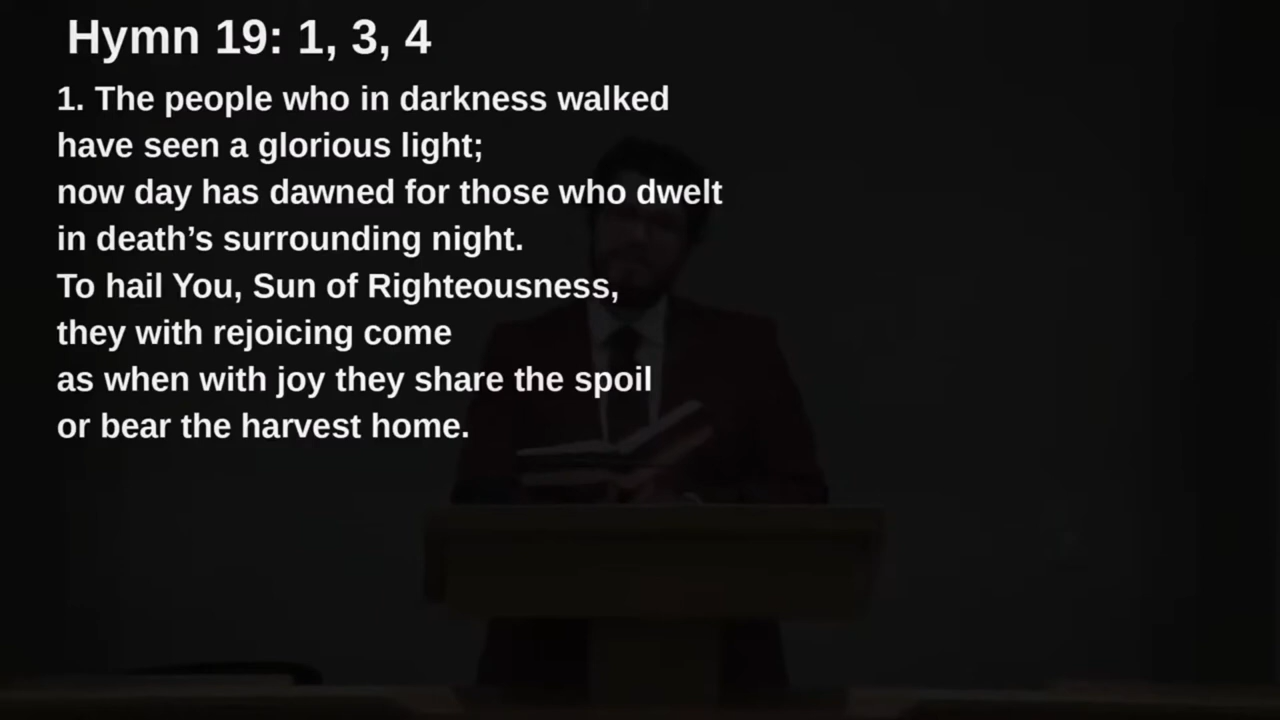 Hymn 19: 1, 3, 4
1. The people who in darkness walked
have seen a glorious light;
now day has dawned for those who dwelt
in death’s surrounding night.
To hail You, Sun of Righteousness,
they with rejoicing come
as when with joy they share the spoil
or bear the harvest home.